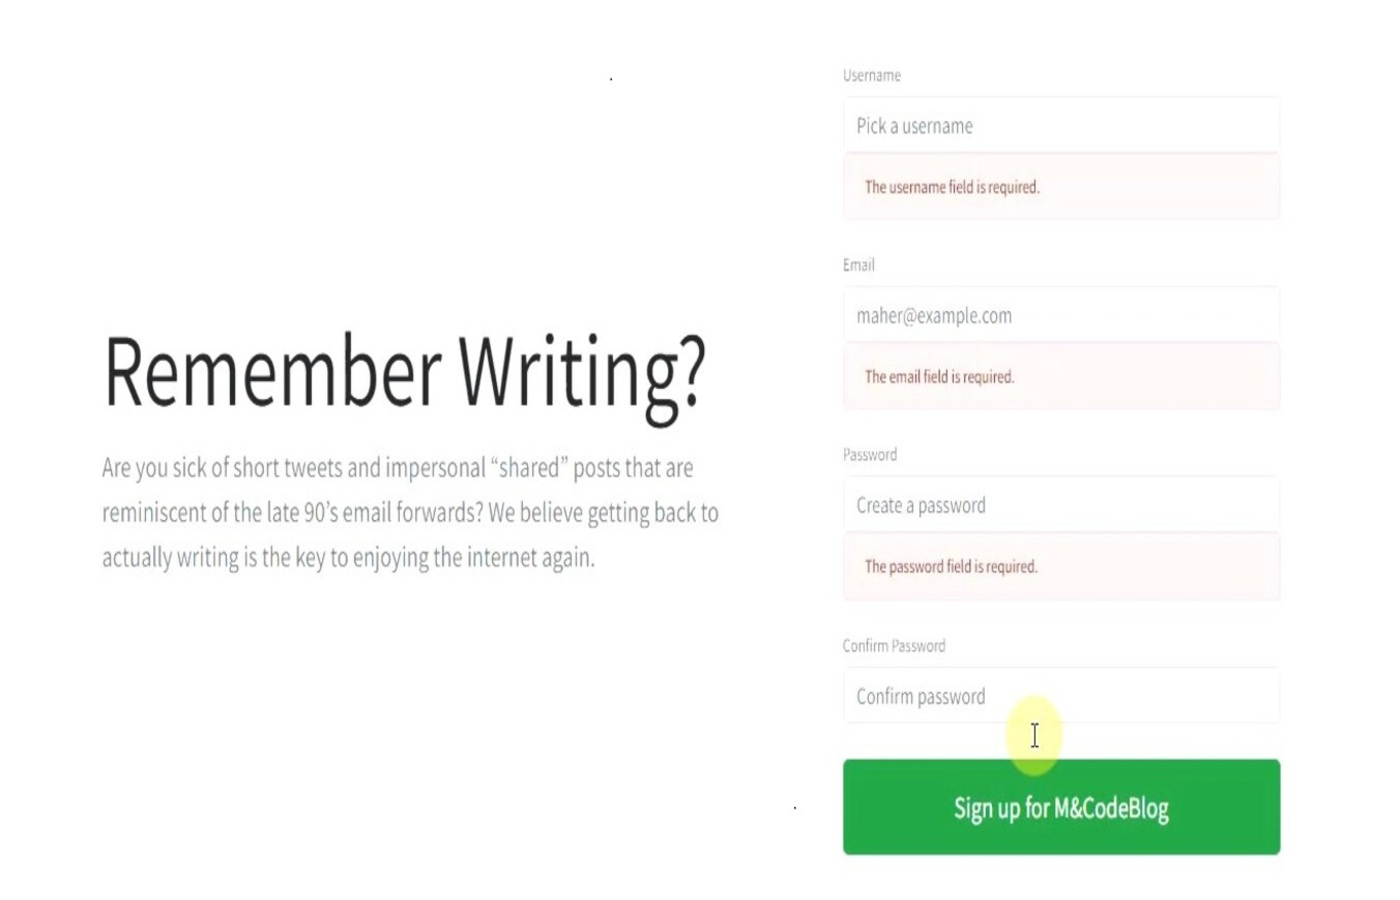 Remember Writing?
Are you sick of short tweets and impersonal “shared” posts that are
reminiscent of the late 90’s email forwards? We believe getting back to
actually writing is the key to enjoying the internet again.
Username
Pick a username
The username field is required.
Email
maher@example.com
The email field is required.
Password
Create a password
The password field is required.
Confirm Password
Confirm password
Sign up for M&CodeBlog